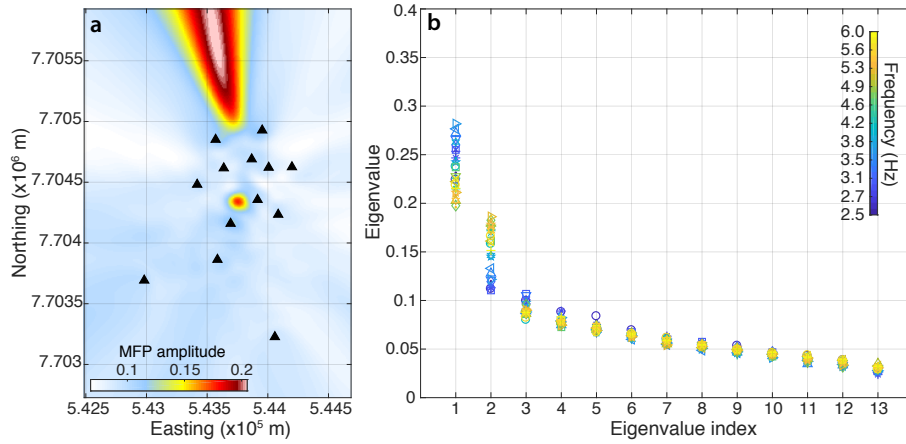 a
7.7055
7.705
7.7045
7.704
7.7035
7.703
Northing (x10⁶ m)
MFP amplitude
0.1 0.15 0.2
5.425 5.43 5.435 5.44 5.445
Easting (x10⁵ m)
b
0.4
0.35
0.3
0.25
0.2
0.15
0.1
0.05
0
Eigenvalue
1 2 3 4 5 6 7 8 9 10 11 12 13
Eigenvalue index
6.0
5.3
4.9
4.6
4.2
3.8
3.5
3.1
2.7
2.5
Frequency (Hz)